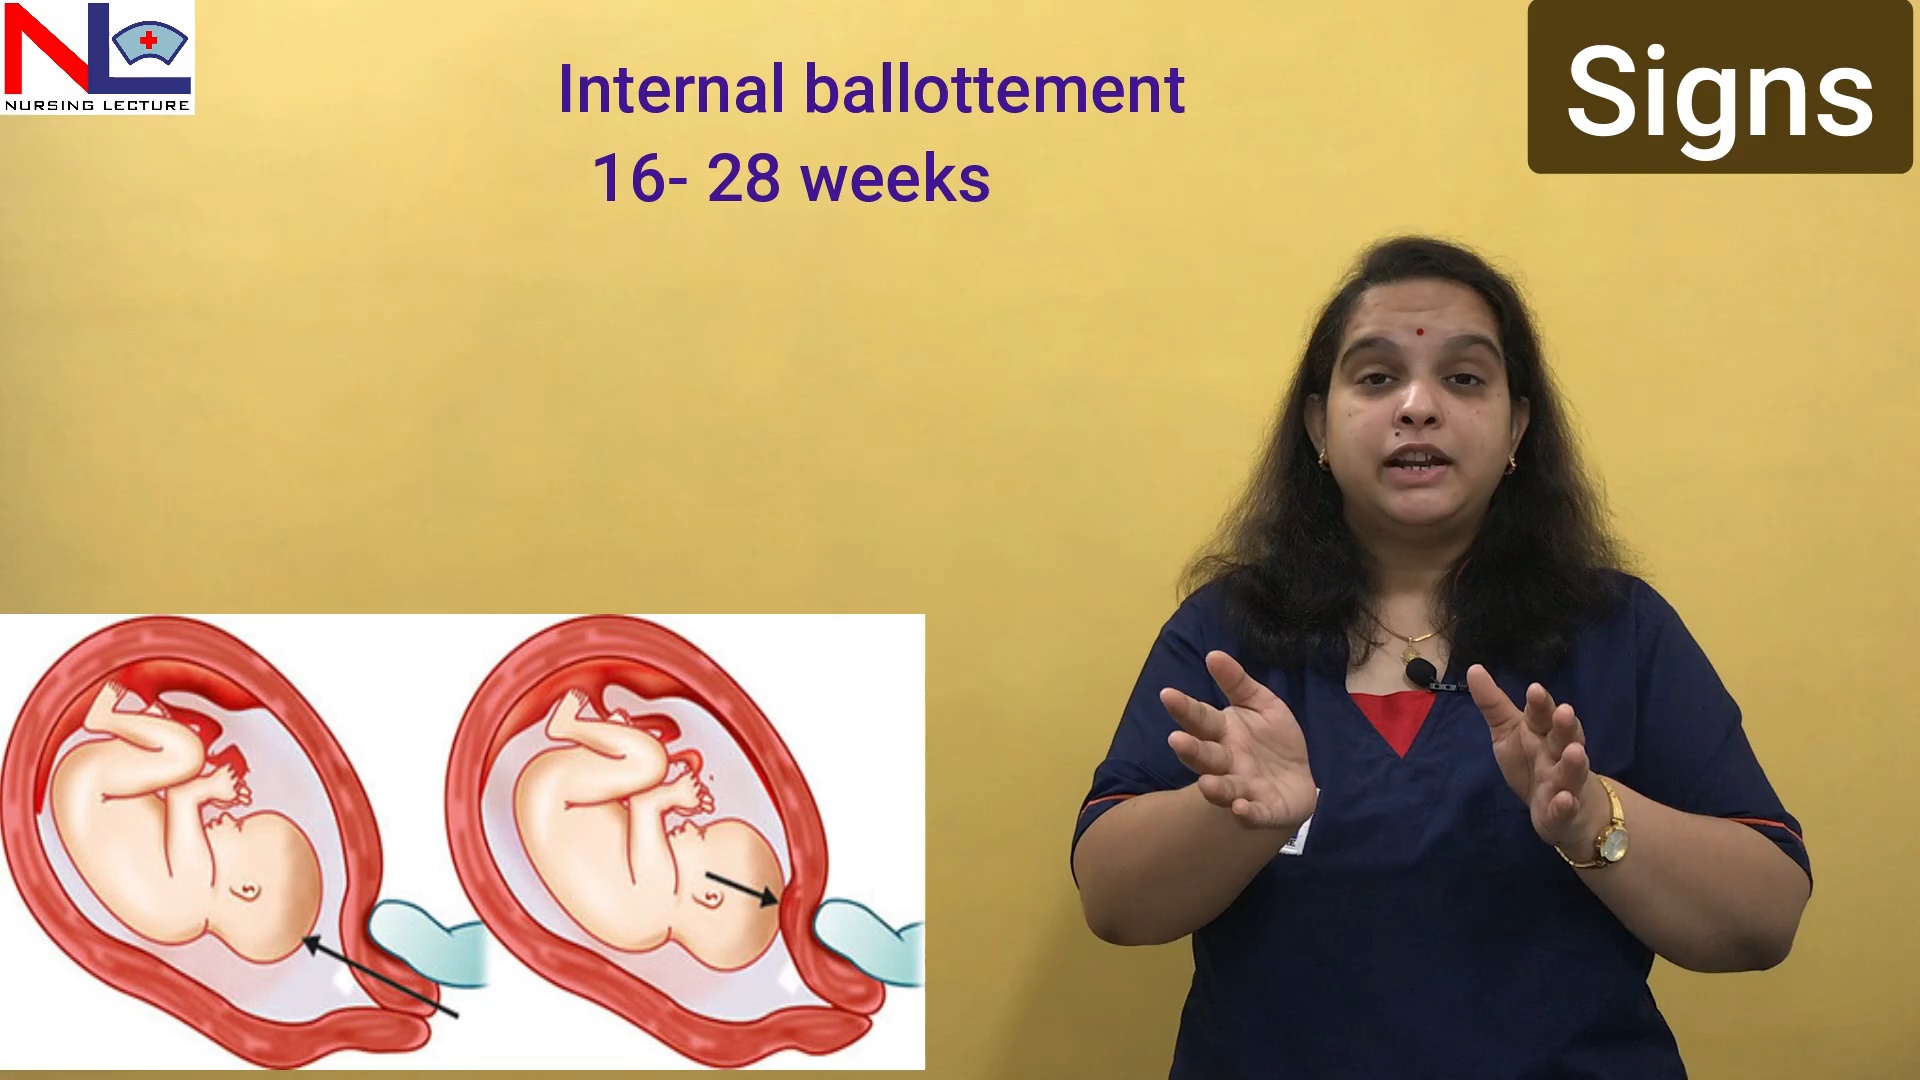 NURSING LECTURE
Internal ballottement
16- 28 weeks
Signs